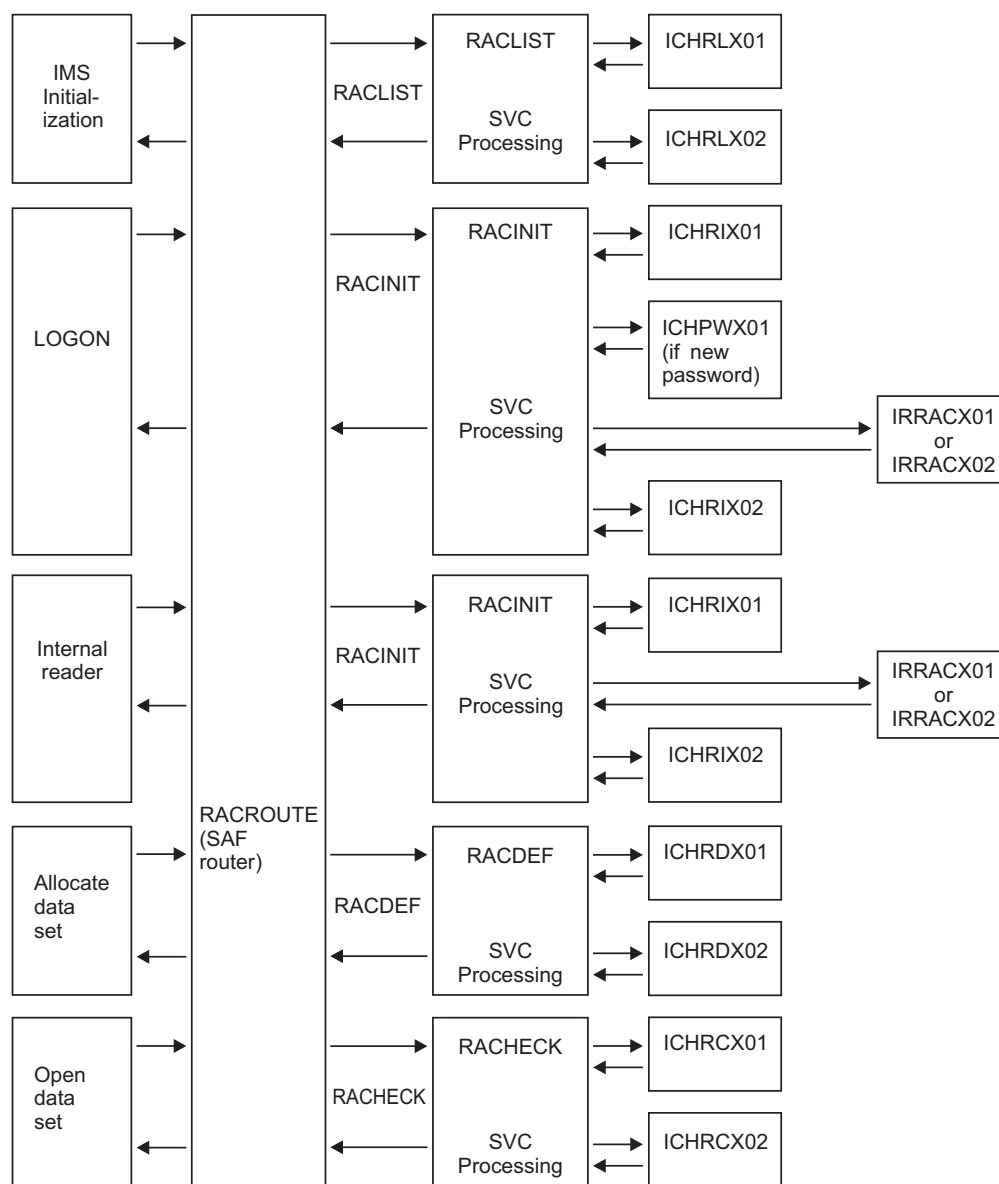 IMS
Initial-
ization
RACLIST
RACLIST
SVC
Processing
ICHRLX01
ICHRLX02
LOGON
RACINIT
RACINIT
SVC
Processing
ICHRIX01
ICHPWX01
(if new
password)
IRRACX01
or
IRRACX02
ICHRIX02
Internal
reader
RACINIT
RACINIT
SVC
Processing
ICHRIX01
IRRACX01
or
IRRACX02
ICHRIX02
RACROUTE
(SAF
router)
Allocate
data
set
RACDEF
RACDEF
SVC
Processing
ICHRDX01
ICHRDX02
Open
data
set
RACHECK
RACHECK
SVC
Processing
ICHRCX01
ICHRCX02